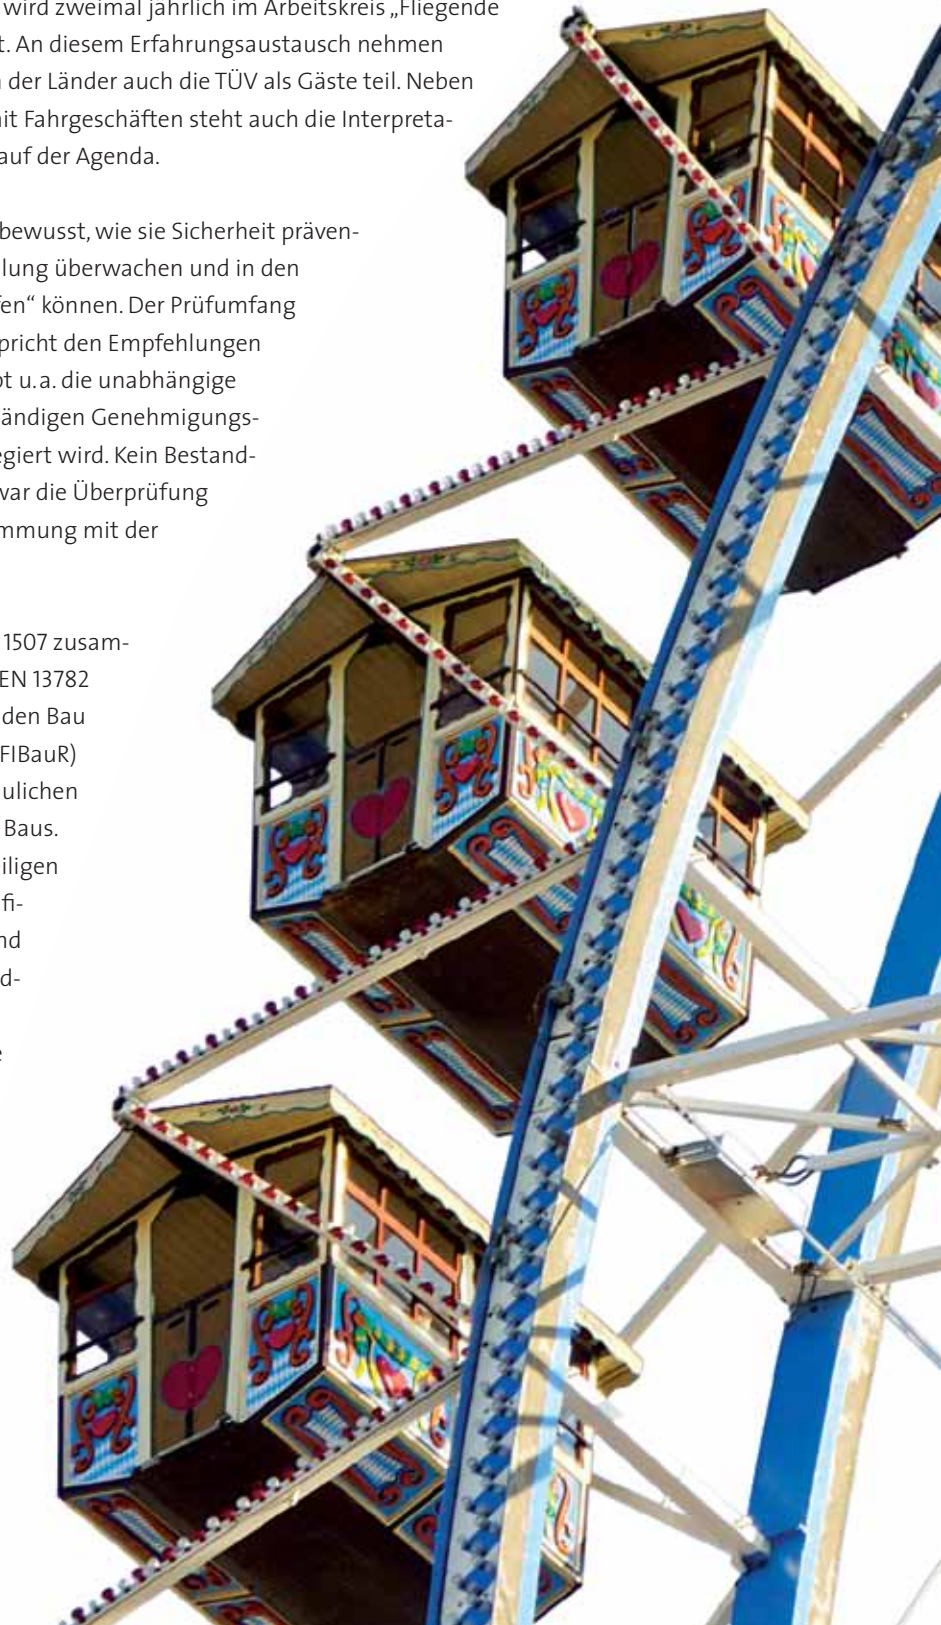 wird zweimal jährlich im Arbeitskreis „Fliegende
t. An diesem Erfahrungsaustausch nehmen
der Länder auch die TÜV als Gäste teil. Neben
it Fahrgeschäften steht auch die Interpreta-
auf der Agenda.
bewusst, wie sie Sicherheit präven-
lung überwachen und in den
fen“ können. Der Prüfumfang
pricht den Empfehlungen
t u.a. die unabhängige
tändigen Genehmigungs-
egiert wird. Kein Bestand-
war die Überprüfung
mmung mit der
1507 zusam-
EN 13782
den Bau
FlBauR)
ulichen
Baus.
iligen
fi-
nd
d-
e